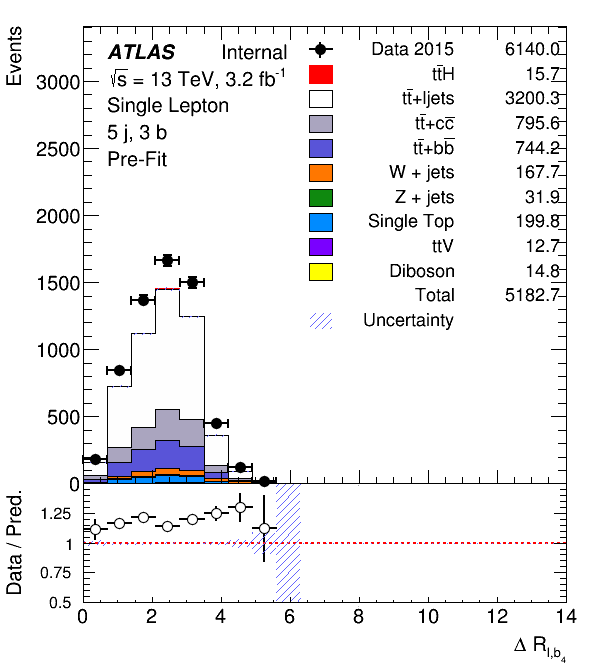 Events
3000
2500
2000
1500
1000
500
0
ATLAS Internal
√s = 13 TeV, 3.2 fb⁻¹
Single Lepton
5 j, 3 b
Pre-Fit
Data 2015 6140.0
tt̄H 15.7
tt̄+ljets 3200.3
tt̄+cc̄ 795.6
tt̄+bb̄ 744.2
W + jets 167.7
Z + jets 31.9
Single Top 199.8
ttV 12.7
Diboson 14.8
Total 5182.7
Uncertainty
Data / Pred.
1.25
1
0.75
0.5
0 2 4 6 8 10 12 14
Δ R_{l,b_4}